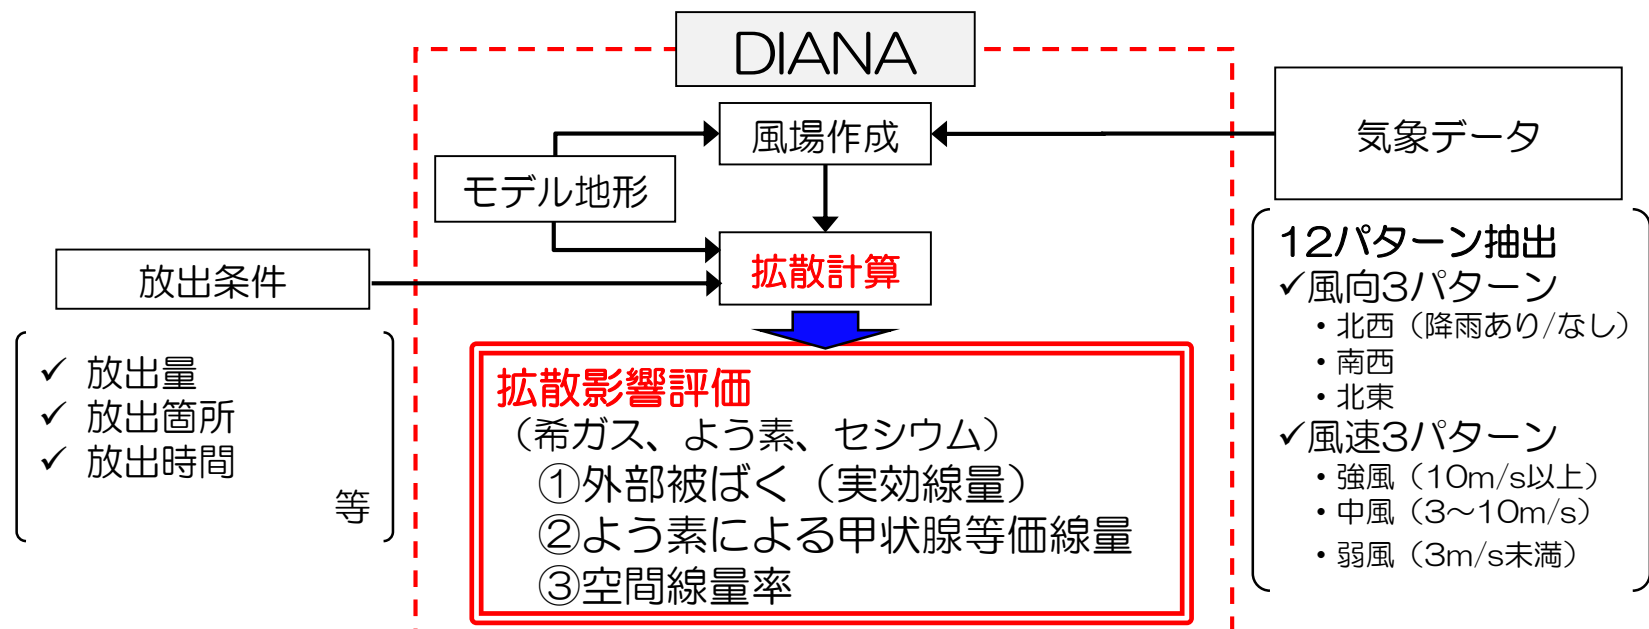 DIANA
風場作成
気象データ
モデル地形
拡散計算
放出条件
✓ 放出量
✓ 放出箇所
✓ 放出時間
等
拡散影響評価
（希ガス、よう素、セシウム）
①外部被ばく（実効線量）
②よう素による甲状腺等価線量
③空間線量率
12パターン抽出
✓風向3パターン
・北西（降雨あり/なし）
・南西
・北東
✓風速3パターン
・強風（10m/s以上）
・中風（3～10m/s）
・弱風（3m/s未満）